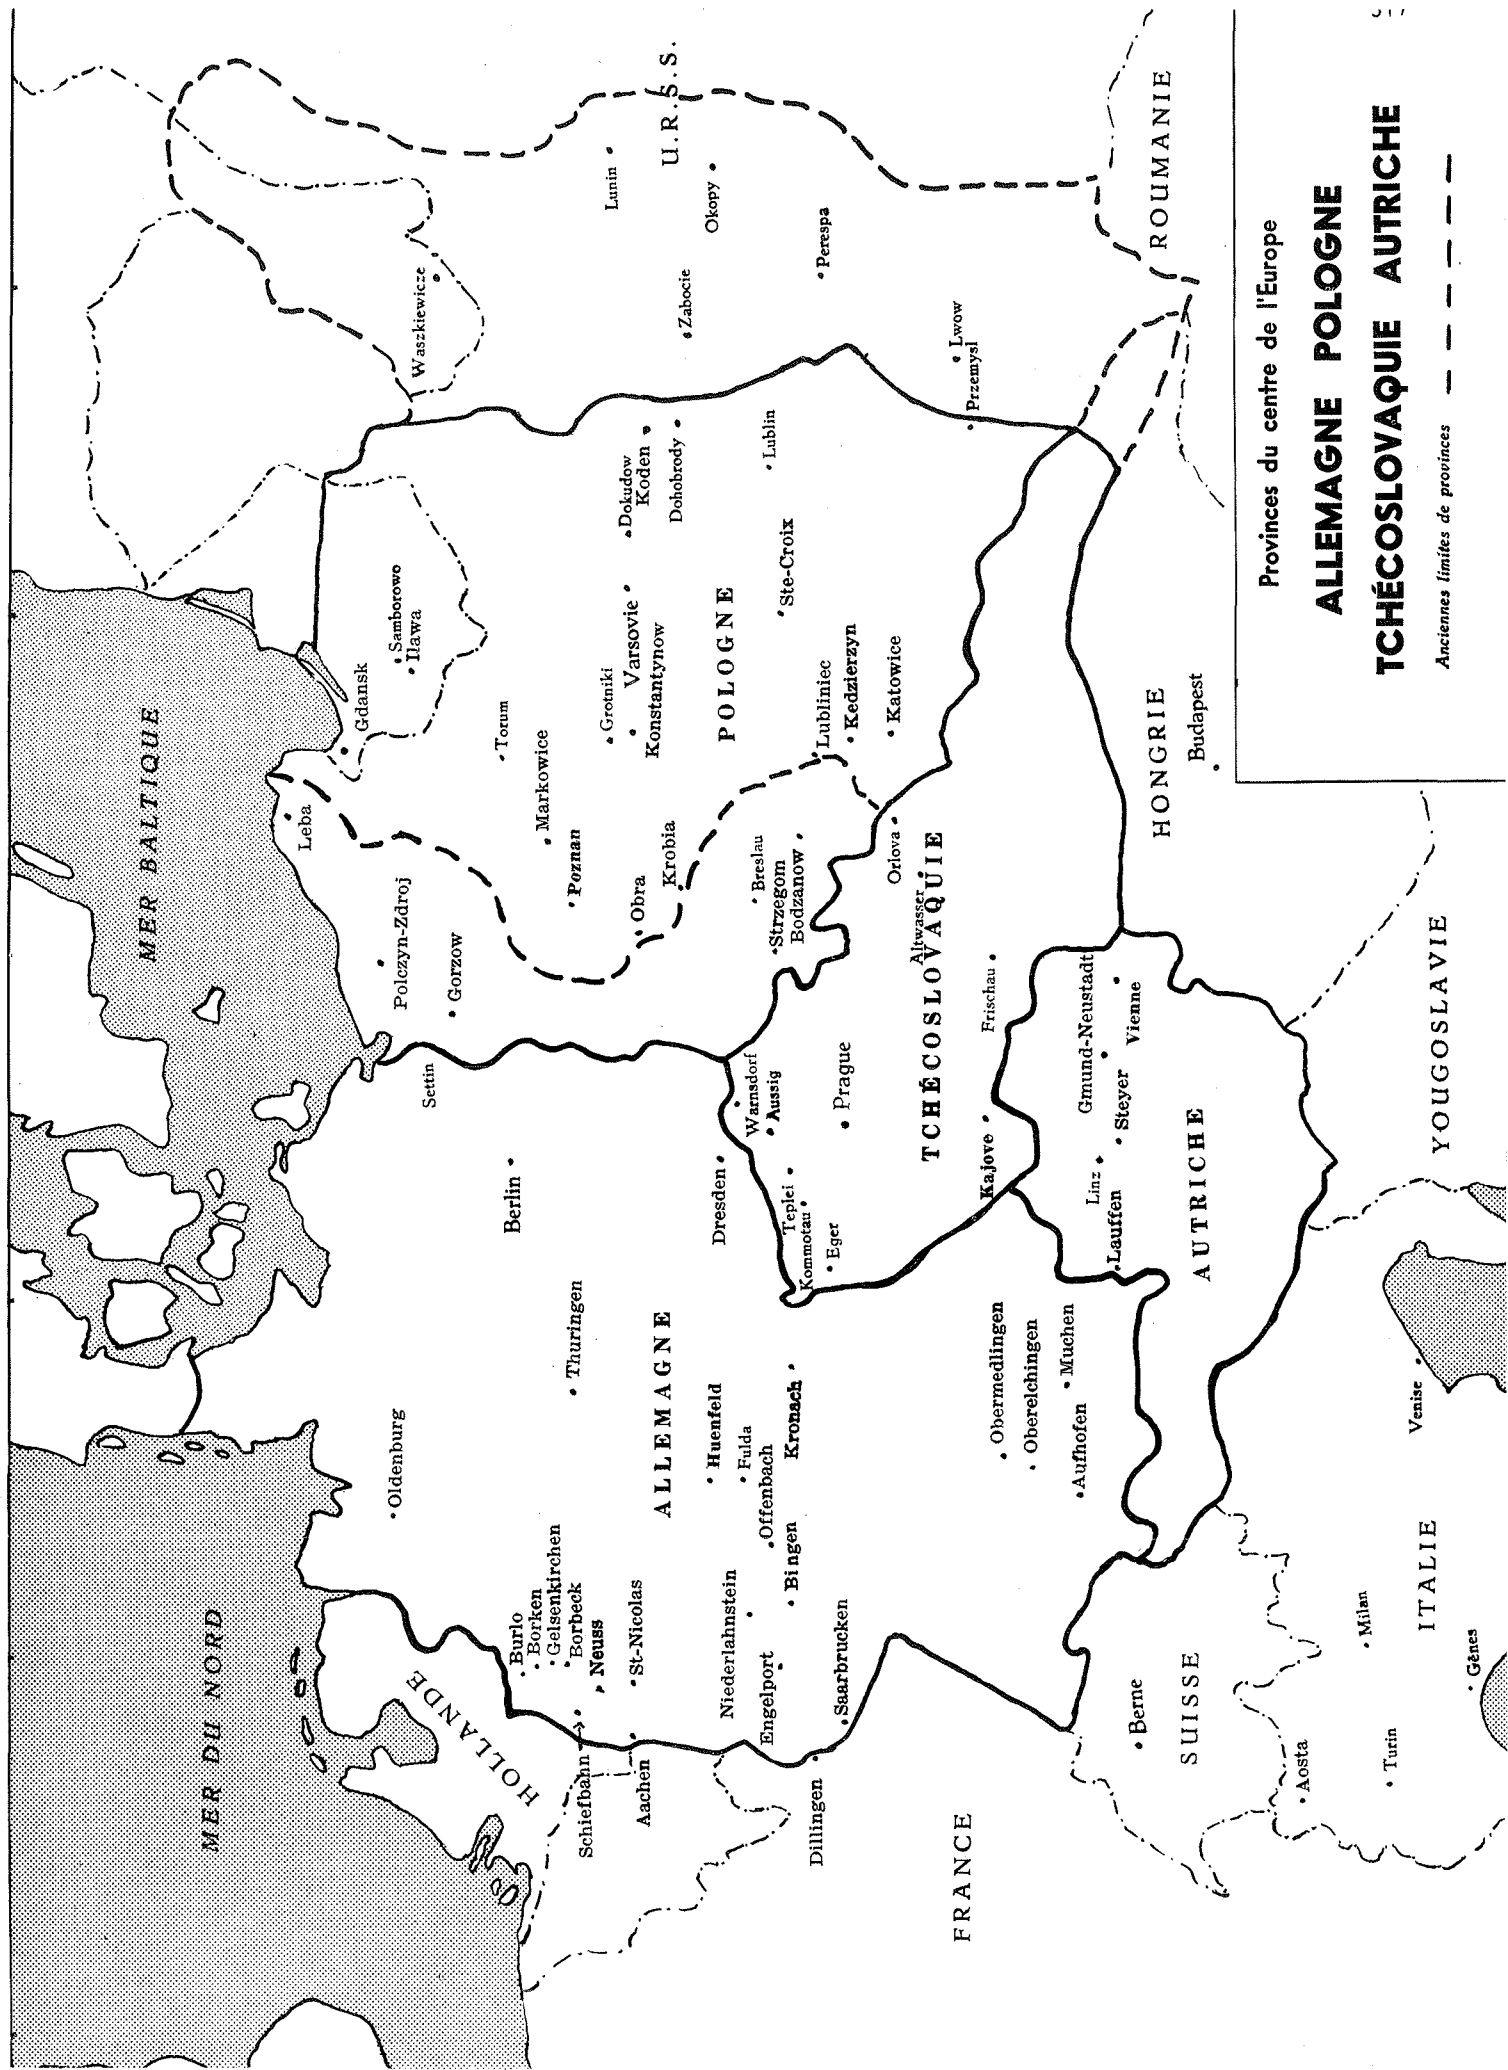 MER BALTIQUE
MER DU NORD
HOLLANDE
Leba
Gdansk
Samborowo
Ilawa
Waszkiewicze
Polczyn-Zdroj
Gorzow
Settin
Torum
Markowice
Poznan
Obra
Krobia
Grotniki
Varsovie
Konstantynow
Dokudow
Koden
Dohobrody
Lunin
U.R.S.S.
Okopy
Zabocie
Perespa
POLOGNE
Lublin
Ste-Croix
Breslau
Strzegom
Bodzanow
Lubliniec
Kedzierzyn
Katowice
Lwow
Przemysl
Oldenburg
Berlin
Thuringen
Burlo
Borken
Gelsenkirchen
Borbeck
Neuss
St-Nicolas
Schiefbahn
Aachen
ALLEMAGNE
Dresden
Huenfeld
Fulda
Offenbach
Kronach
Bingen
Niederlahnstein
Engelport
Saarbrucken
Dillingen
Warnsdorf
Aussig
Teplei
Kommotau
Eger
Prague
Orlova
Altwasser
TCHÉCOSLOVAQUIE
Frischau
Kajove
Obermedlingen
Oberelchingen
Muchen
Aufhofen
Gmund-Neustadt
Vienne
Steyer
Linz
Lauffen
AUTRICHE
FRANCE
Berne
SUISSE
Aosta
Turin
Milan
Gênes
ITALIE
Venise
YOUGOSLAVIE
HONGRIE
Budapest
ROUMANIE
Provinces du centre de l'Europe
ALLEMAGNE POLOGNE
TCHÉCOSLOVAQUIE AUTRICHE
Anciennes limites de provinces